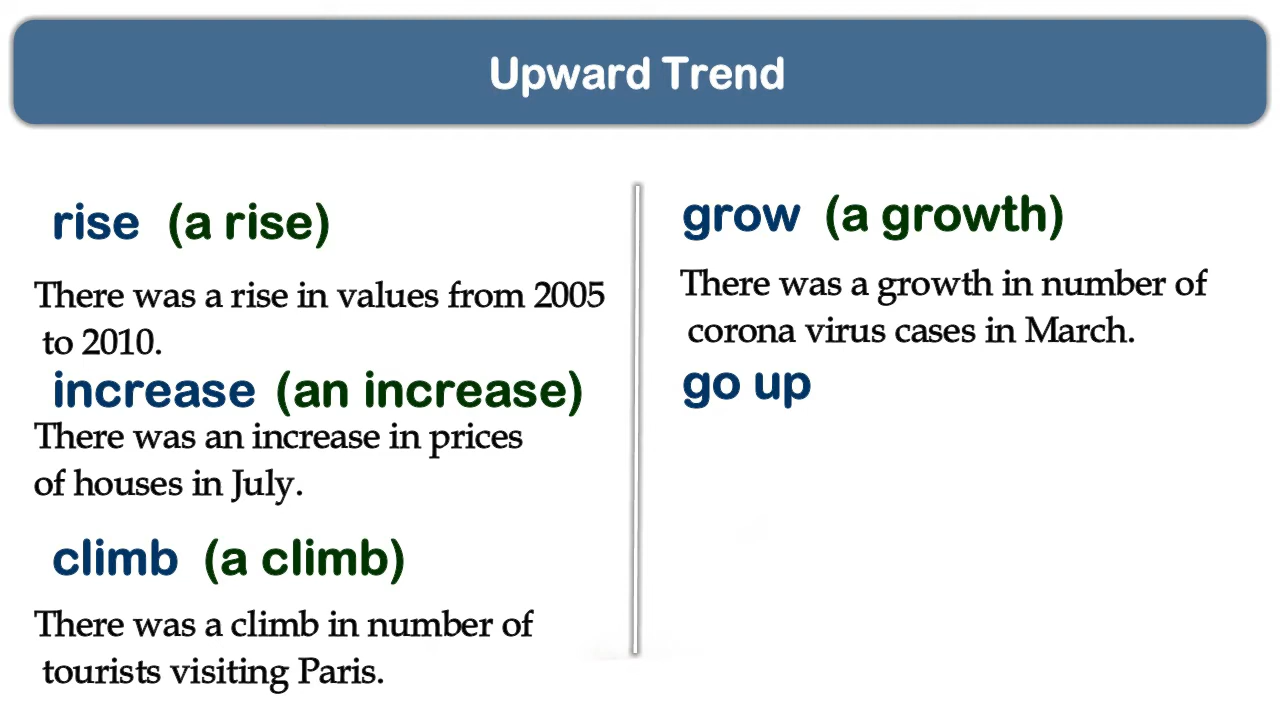 Upward Trend
rise (a rise)
There was a rise in values from 2005
to 2010.
increase (an increase)
There was an increase in prices
of houses in July.
climb (a climb)
There was a climb in number of
tourists visiting Paris.
grow (a growth)
There was a growth in number of
corona virus cases in March.
go up